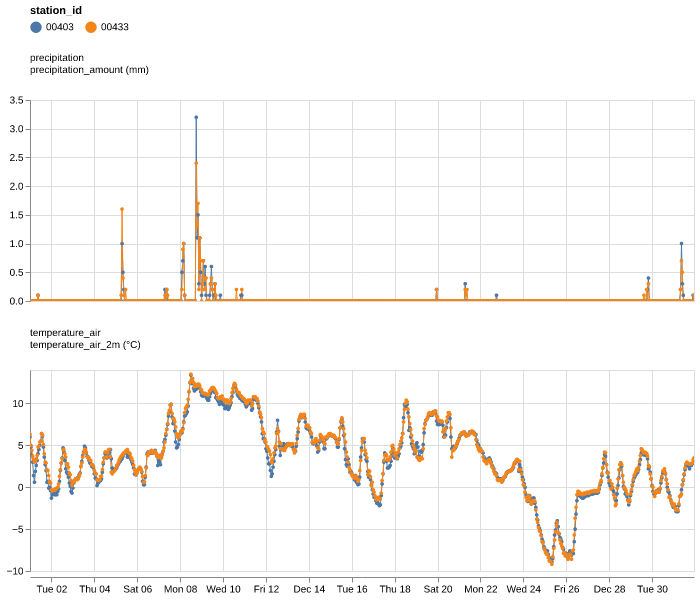 station_id
00403 00433
precipitation
precipitation_amount (mm)
3.5
3.0
2.5
2.0
1.5
1.0
0.5
0.0
temperature_air
temperature_air_2m (°C)
10
5
0
−5
−10
Tue 02 Thu 04 Sat 06 Mon 08 Wed 10 Fri 12 Dec 14 Tue 16 Thu 18 Sat 20 Mon 22 Wed 24 Fri 26 Dec 28 Tue 30